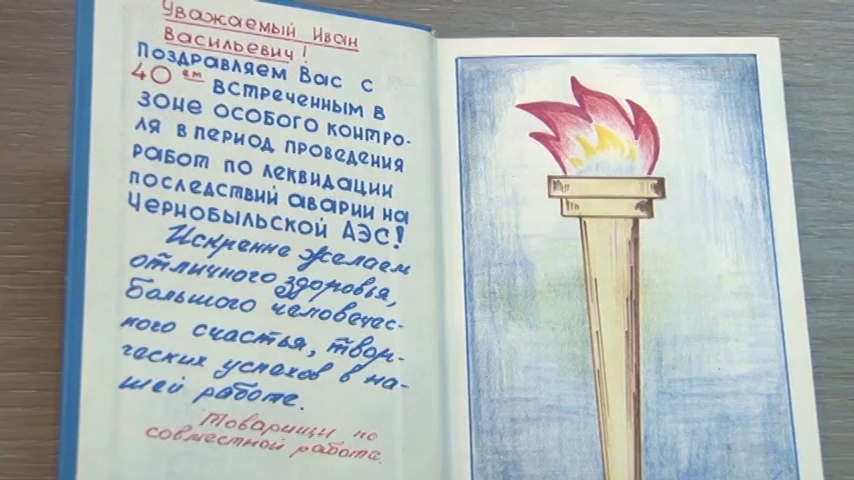 Уважаемый Иван
Васильевич!
Поздравляем Вас с
40ем встреченным в
зоне особого контро-
ля в период проведения
работ по леквидации
последствий аварии на
Чернобыльской АЭС!
Искренне желаем
отличного здоровья,
большого человечес-
кого счастья, твор-
ческих успехов в на-
шей работе.
Товарищи по
совместной работе.